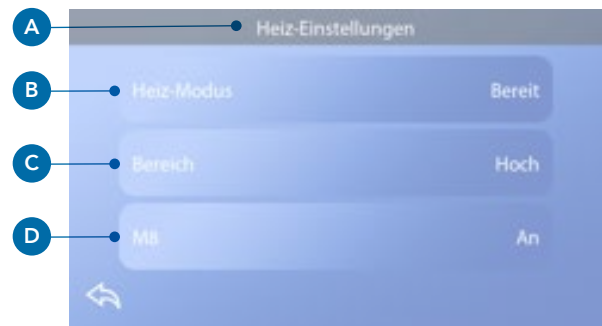 A Heiz-Einstellungen
B Heiz-Modus Bereit
C Bereich Hoch
D M8 An